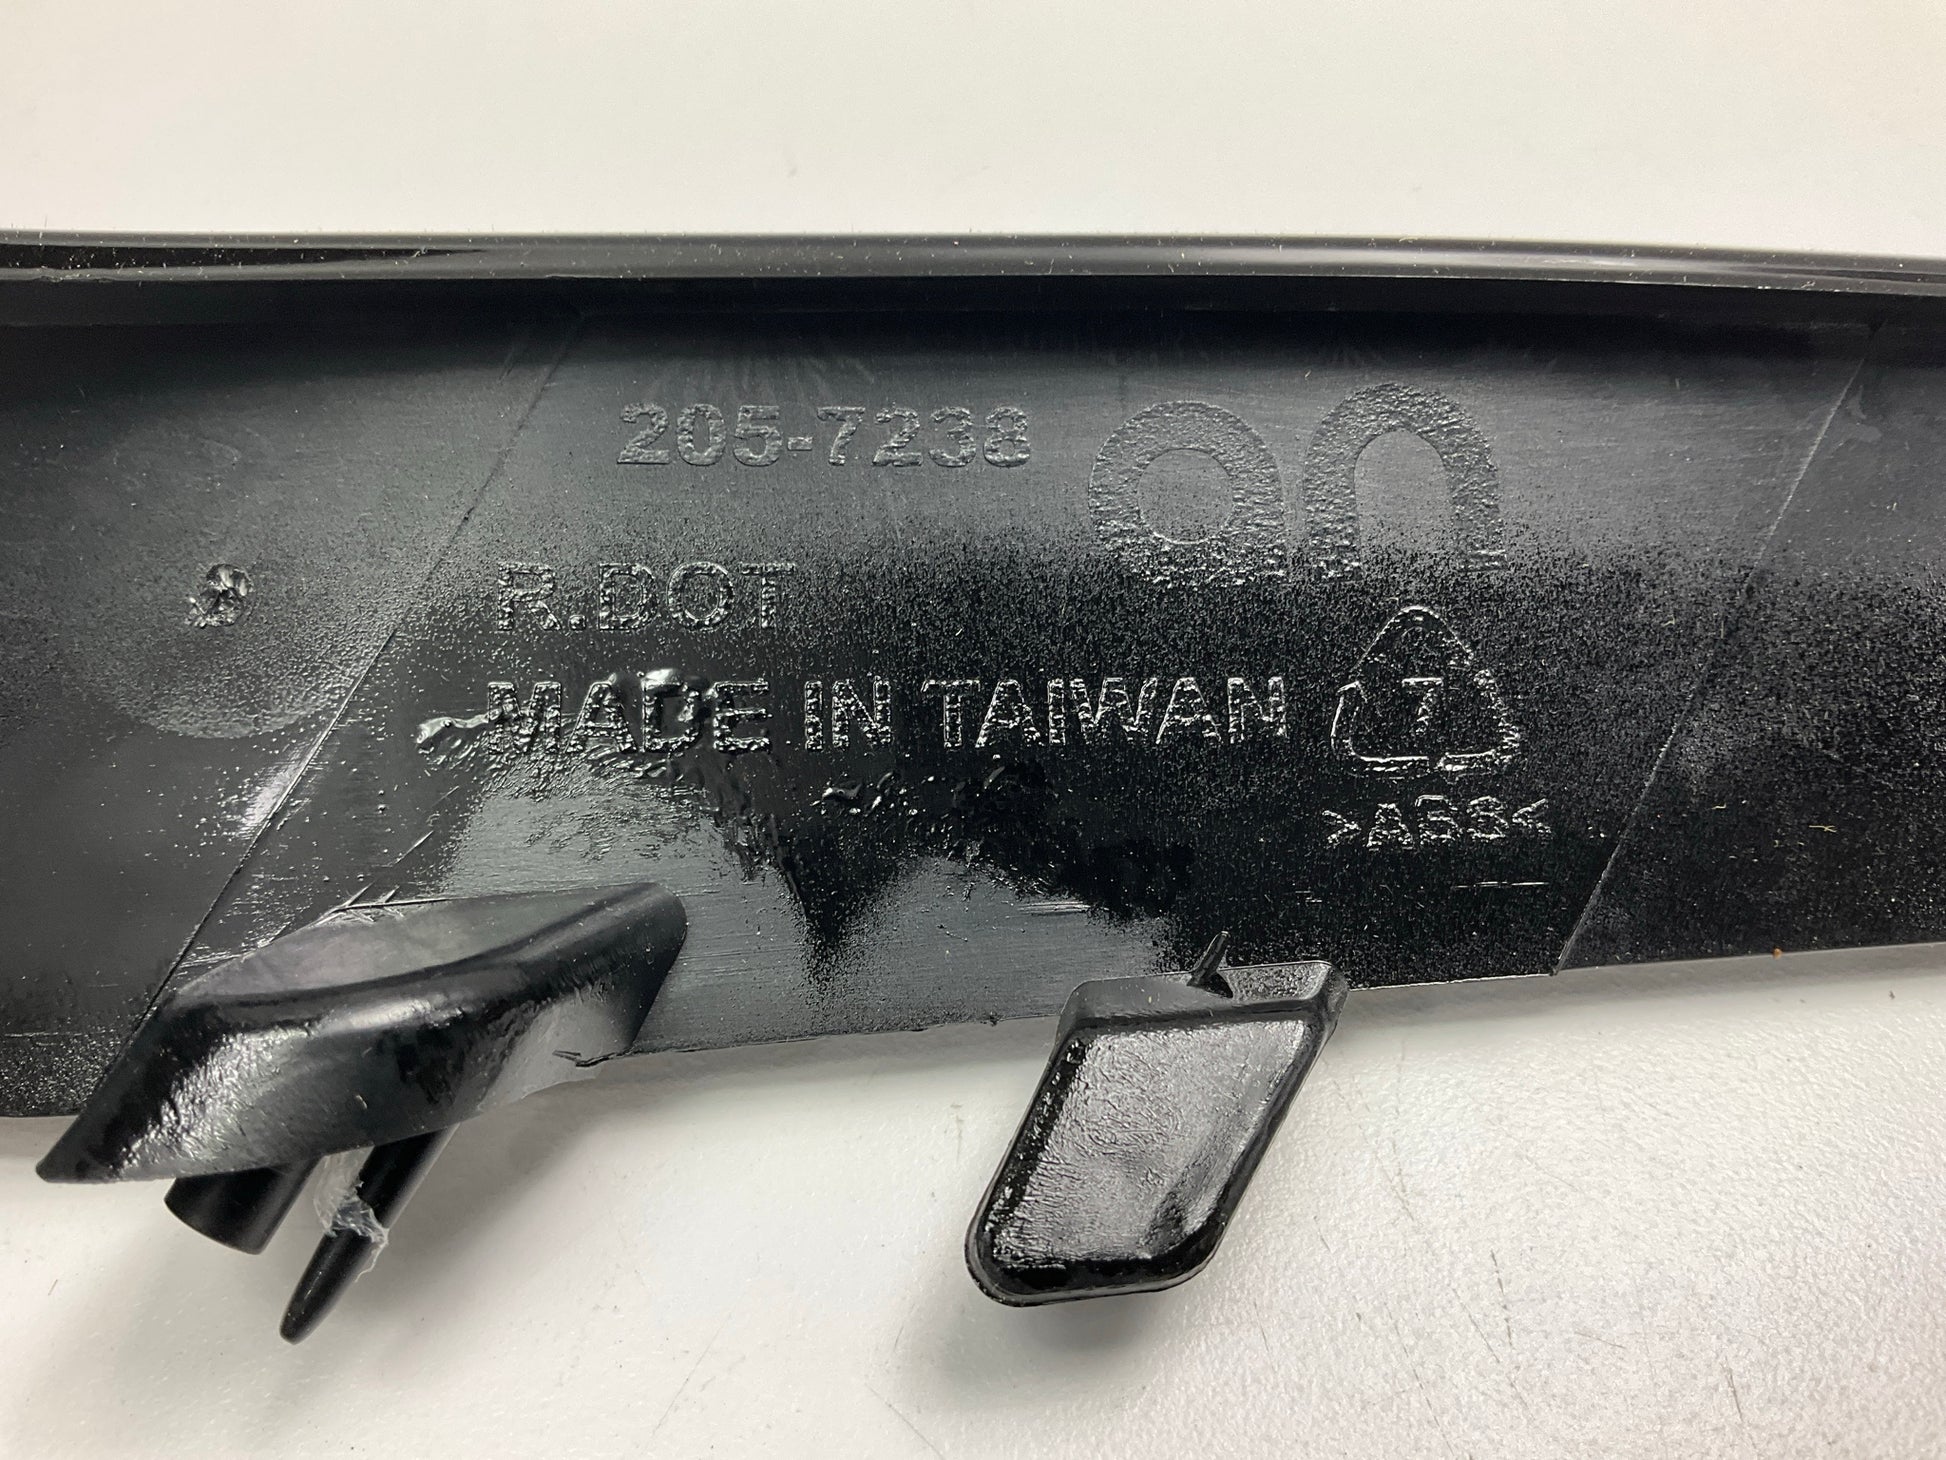 205-7238
R.DOT
MADE IN TAIWAN
7
>ABS<